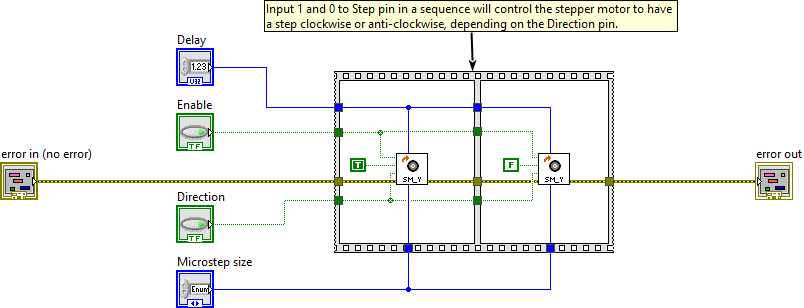 Input 1 and 0 to Step pin in a sequence will control the stepper motor to have
a step clockwise or anti-clockwise, depending on the Direction pin.
Delay
1.23
U32
Enable
TF
error in (no error)
T
SM_Y
F
SM_Y
error out
Direction
TF
Microstep size
Enum